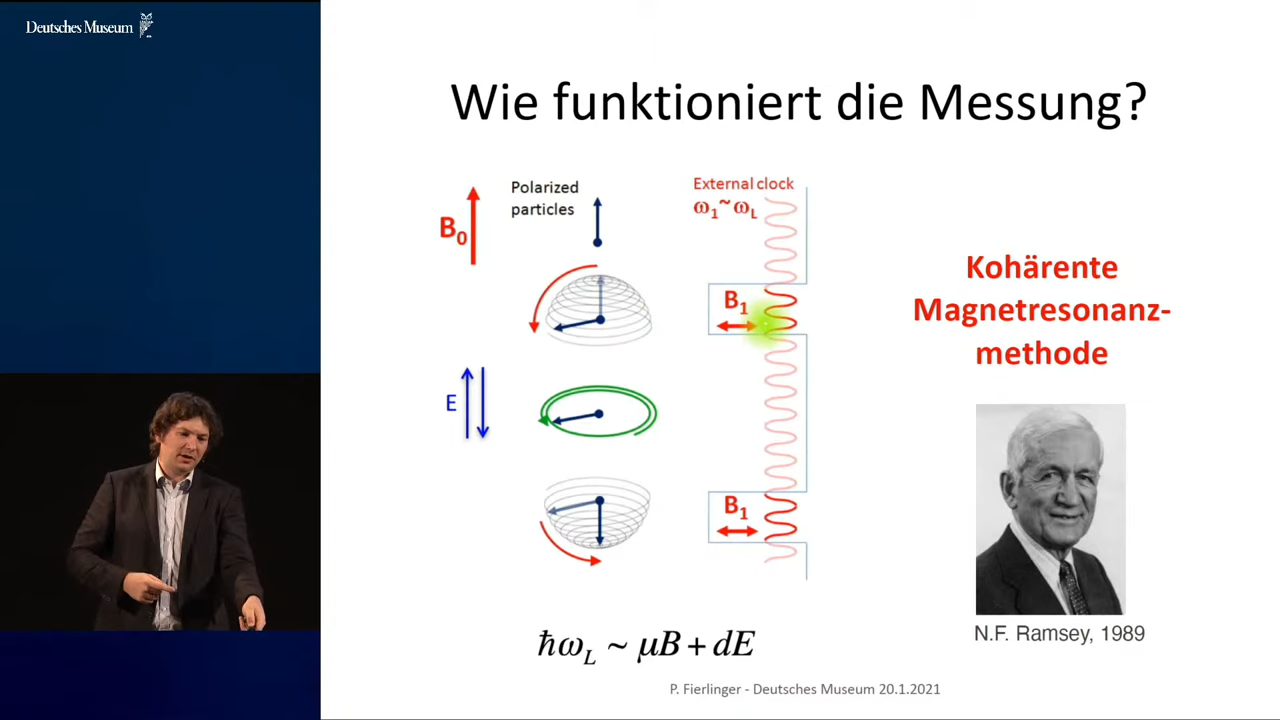 Deutsches Museum
Wie funktioniert die Messung?
Polarized
particles
External clock
ω₁~ω_L
B₀
B₁
E
B₁
Kohärente
Magnetresonanz-
methode
N.F. Ramsey, 1989
ħω_L ~ μB + dE
P. Fierlinger - Deutsches Museum 20.1.2021